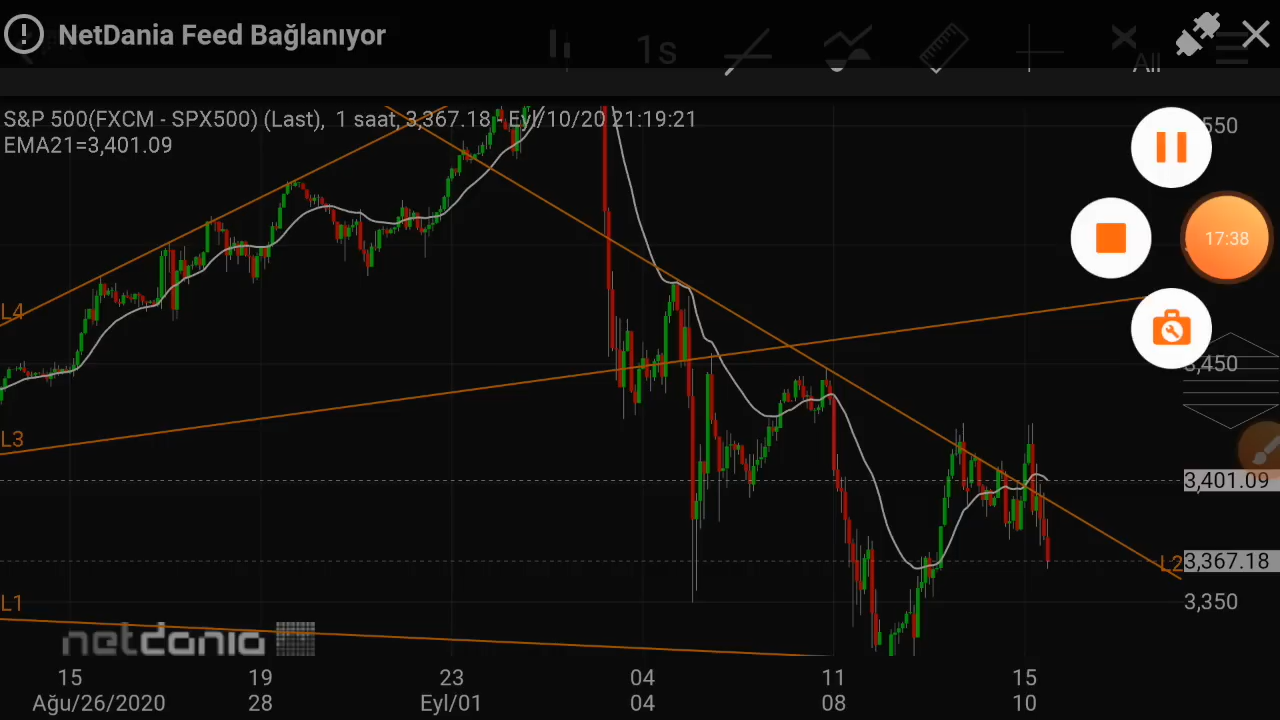 NetDania Feed Bağlanıyor
1s
All
S&P 500(FXCM - SPX500) (Last), 1 saat, 3,367.18 - Eyl/10/20 21:19:21
EMA21=3,401.09
550
17:38
L4
3,450
L3
3,401.09
L2
3,367.18
L1
3,350
netdania
15 19 23 04 11 15
Ağu/26/2020 28 Eyl/01 04 08 10